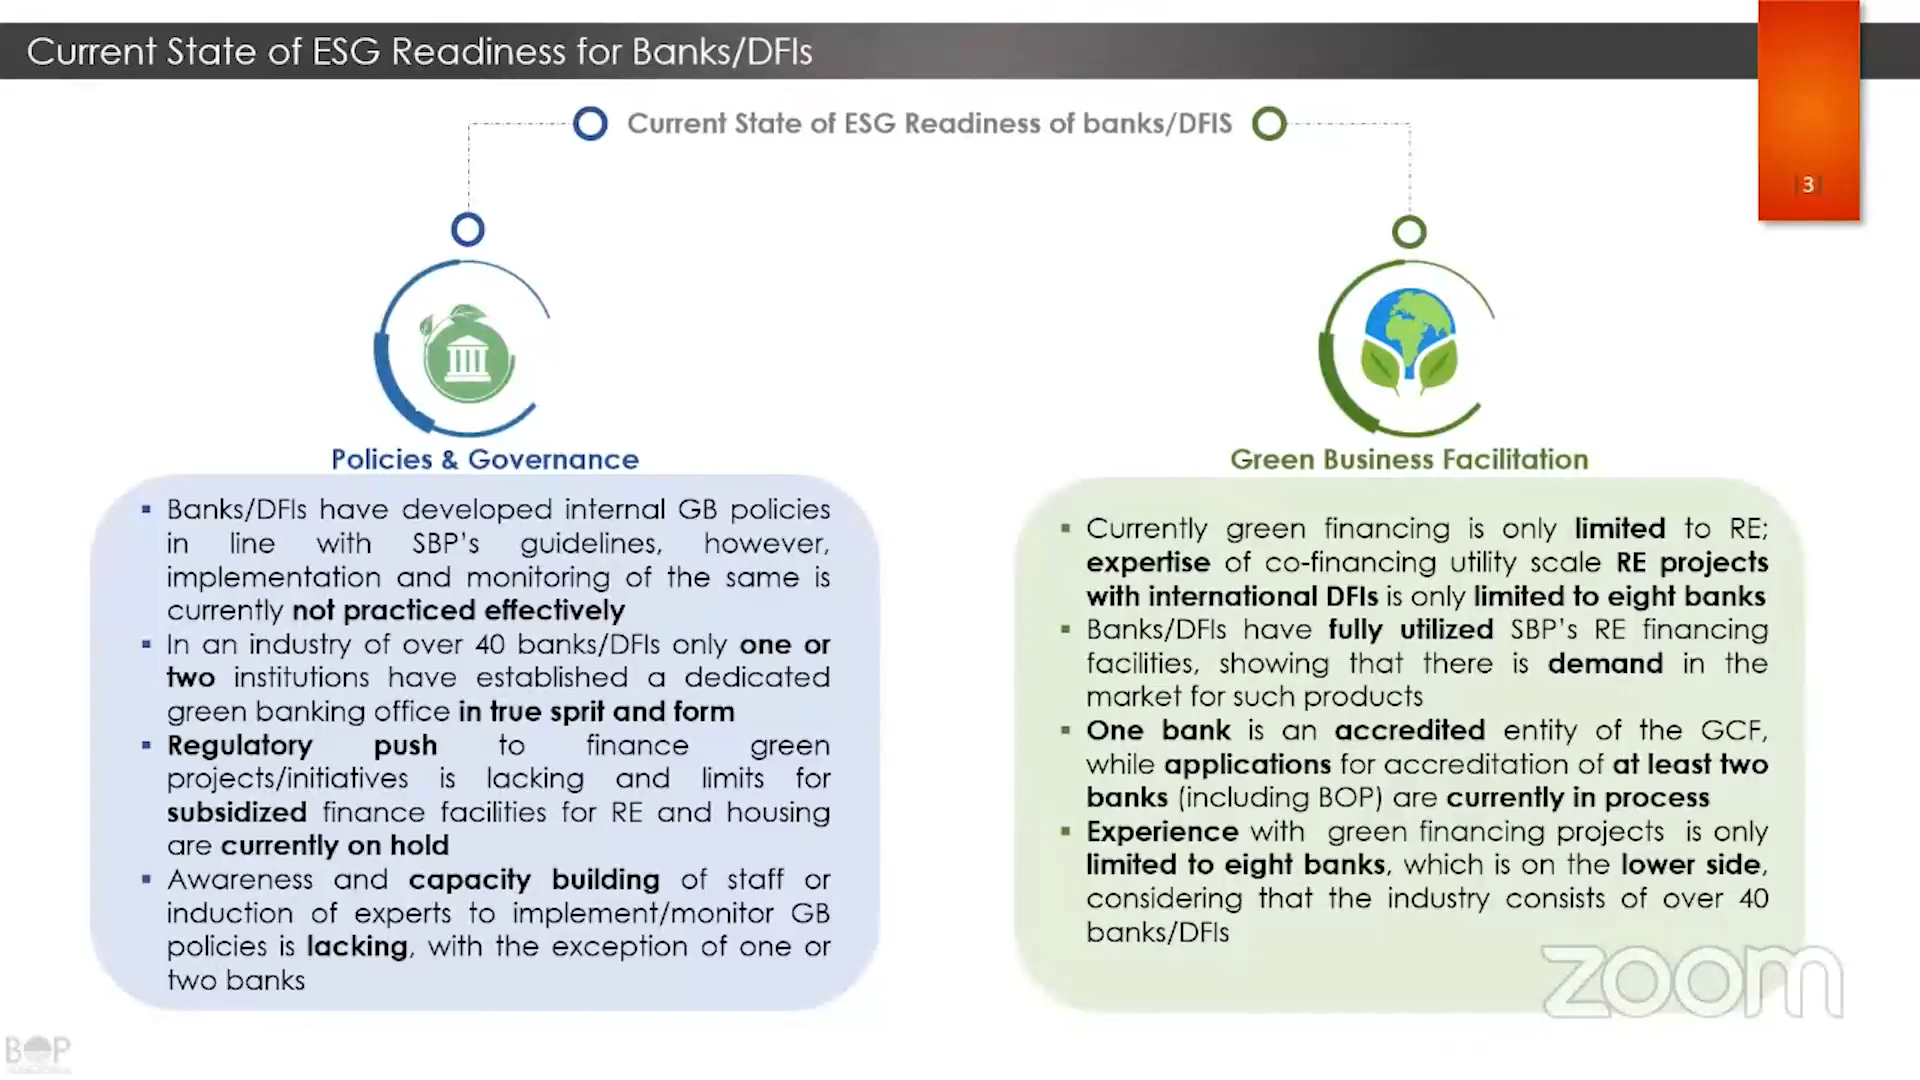 Current State of ESG Readiness for Banks/DFIs
Current State of ESG Readiness of banks/DFIS
3
Policies & Governance
▪ Banks/DFIs have developed internal GB policies
in line with SBP's guidelines, however,
implementation and monitoring of the same is
currently not practiced effectively
▪ In an industry of over 40 banks/DFIs only one or
two institutions have established a dedicated
green banking office in true sprit and form
▪ Regulatory push to finance green
projects/initiatives is lacking and limits for
subsidized finance facilities for RE and housing
are currently on hold
▪ Awareness and capacity building of staff or
induction of experts to implement/monitor GB
policies is lacking, with the exception of one or
two banks
Green Business Facilitation
▪ Currently green financing is only limited to RE;
expertise of co-financing utility scale RE projects
with international DFIs is only limited to eight banks
▪ Banks/DFIs have fully utilized SBP's RE financing
facilities, showing that there is demand in the
market for such products
▪ One bank is an accredited entity of the GCF,
while applications for accreditation of at least two
banks (including BOP) are currently in process
▪ Experience with green financing projects is only
limited to eight banks, which is on the lower side,
considering that the industry consists of over 40
banks/DFIs
zoom
BOP